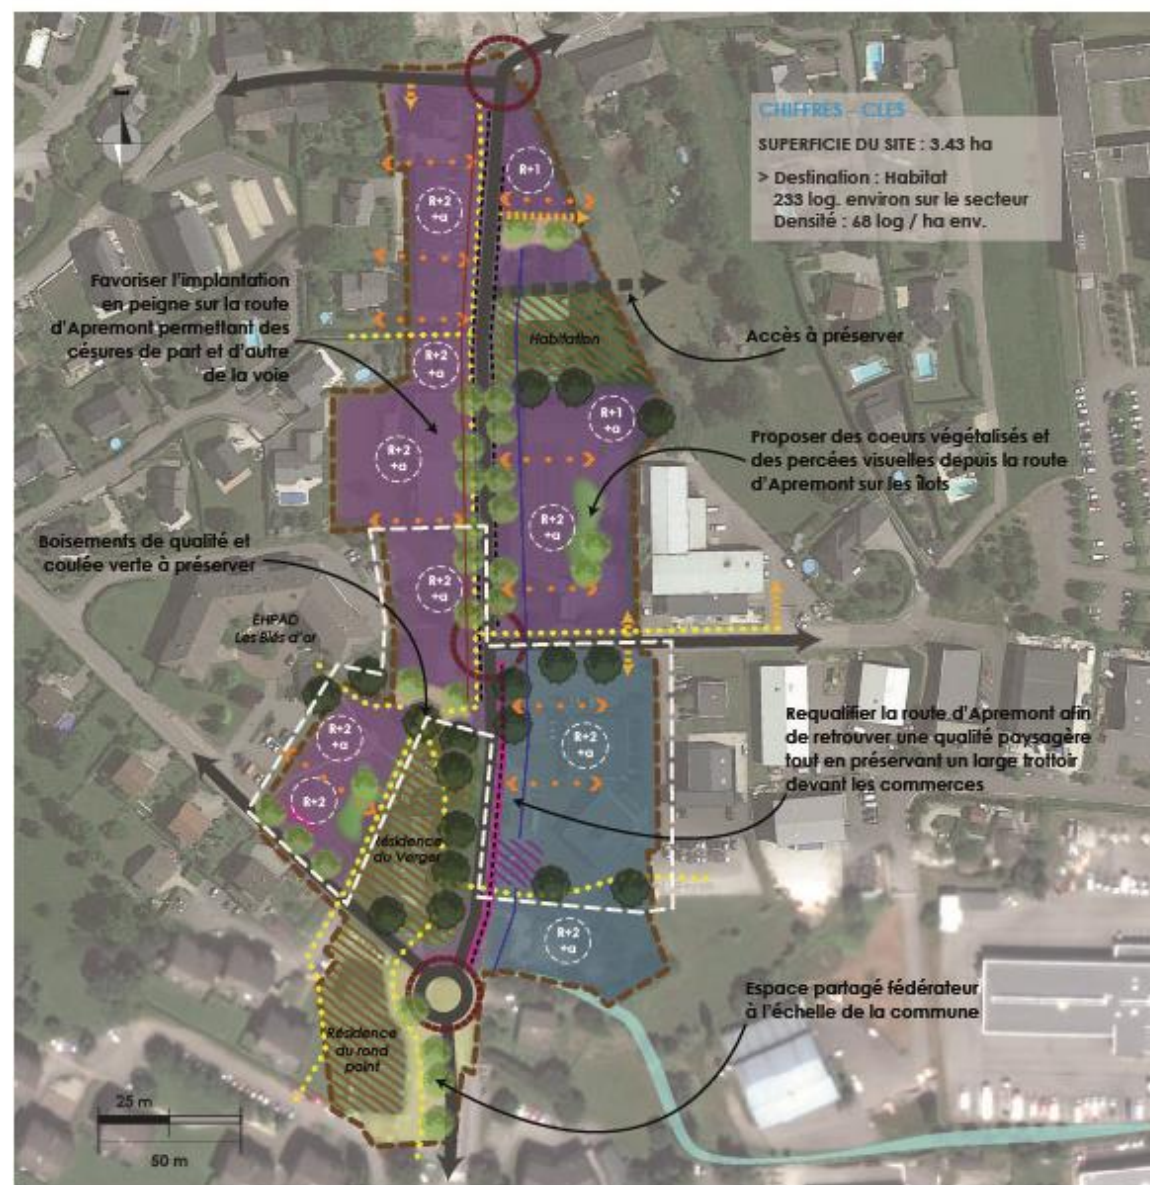 CHIFFRES - CLES
SUPERFICIE DU SITE : 3.43 ha
> Destination : Habitat
233 log. environ sur le secteur
Densité : 68 log / ha env.
R+1
R+2
+a
Favoriser l'implantation
en peigne sur la route
d'Apremont permettant des
césures de part et d'autre
de la voie
Habitation
Accès à préserver
R+2
+a
R+1
+a
R+2
+a
Proposer des coeurs végétalisés et
des percées visuelles depuis la route
d'Apremont sur les îlots
R+2
+a
Boisements de qualité et
coulée verte à préserver
R+2
+a
EHPAD
Les Blés d'or
R+2
+a
R+2
+a
R+2
Requalifier la route d'Apremont afin
de retrouver une qualité paysagère
tout en préservant un large trottoir
devant les commerces
Résidence
du Verger
R+2
+a
Espace partagé fédérateur
à l'échelle de la commune
Résidence
du rond
point
25 m
50 m